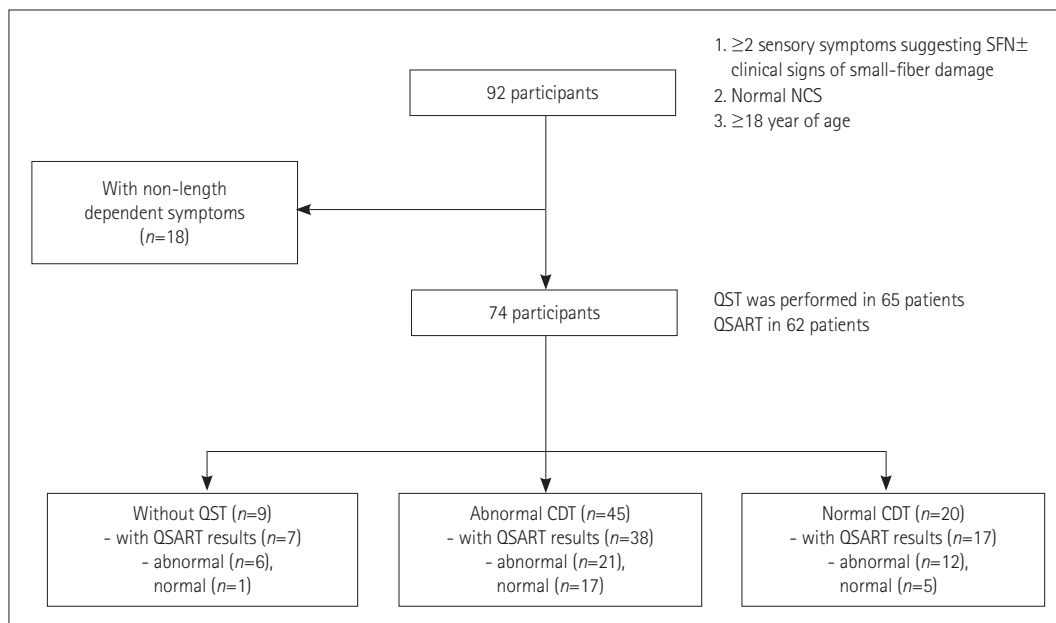 1. ≥2 sensory symptoms suggesting SFN±
clinical signs of small-fiber damage
2. Normal NCS
3. ≥18 year of age
92 participants
With non-length
dependent symptoms
(n=18)
74 participants
QST was performed in 65 patients
QSART in 62 patients
Without QST (n=9)
- with QSART results (n=7)
- abnormal (n=6),
normal (n=1)
Abnormal CDT (n=45)
- with QSART results (n=38)
- abnormal (n=21),
normal (n=17)
Normal CDT (n=20)
- with QSART results (n=17)
- abnormal (n=12),
normal (n=5)